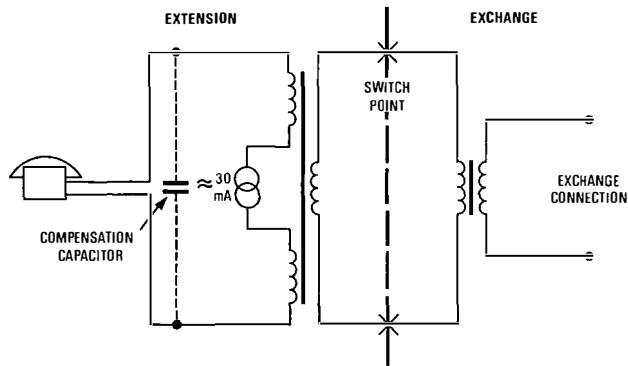 EXTENSION
EXCHANGE
SWITCH
POINT
≈ 30
mA
COMPENSATION
CAPACITOR
EXCHANGE
CONNECTION